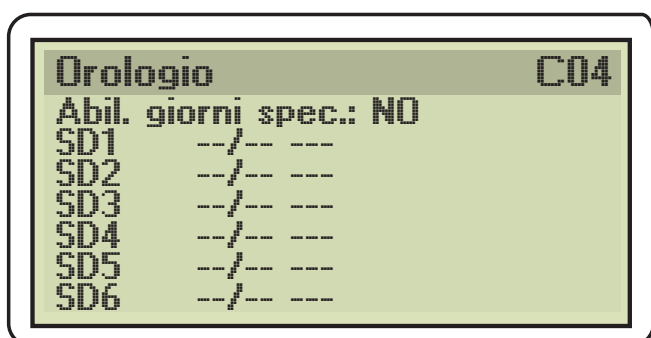 Orologio C04
Abil. giorni spec.: NO
SD1 --/-- ---
SD2 --/-- ---
SD3 --/-- ---
SD4 --/-- ---
SD5 --/-- ---
SD6 --/-- ---